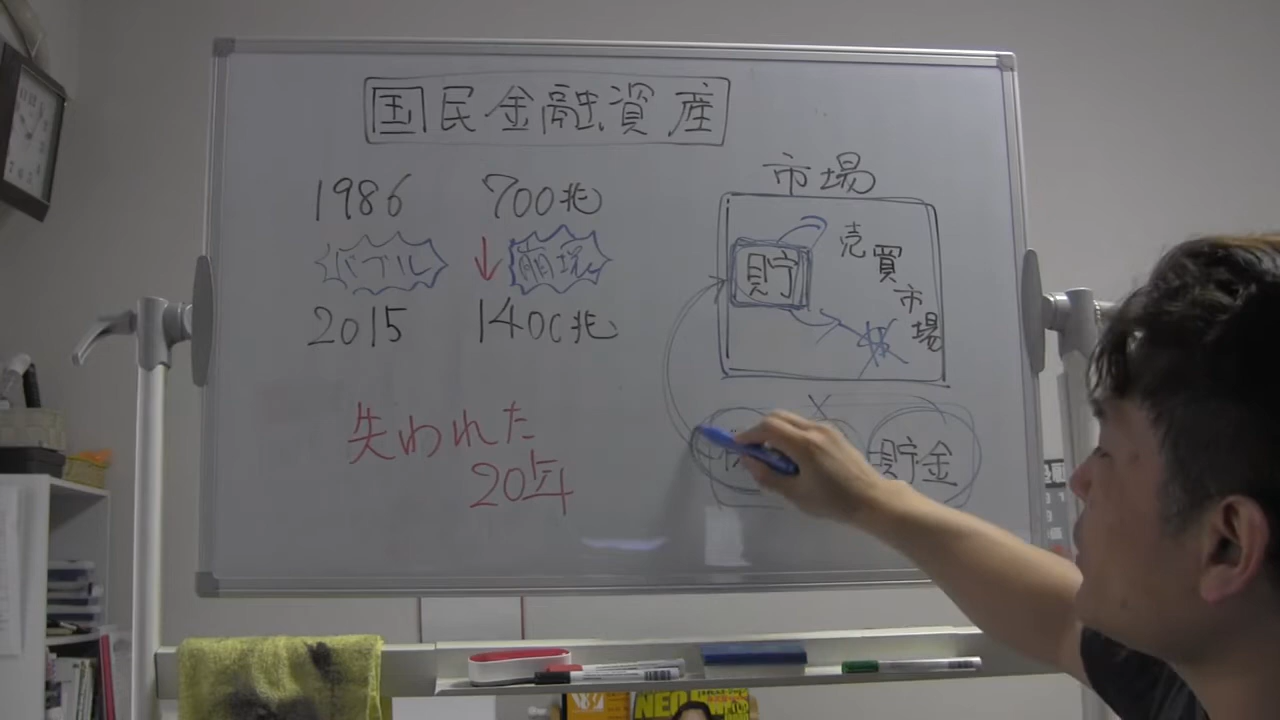 国民金融資産
1986 700兆
バブル ↓ 崩壊
2015 1400兆
失われた
20年
市場
貯
売買市場
株
×
貯金